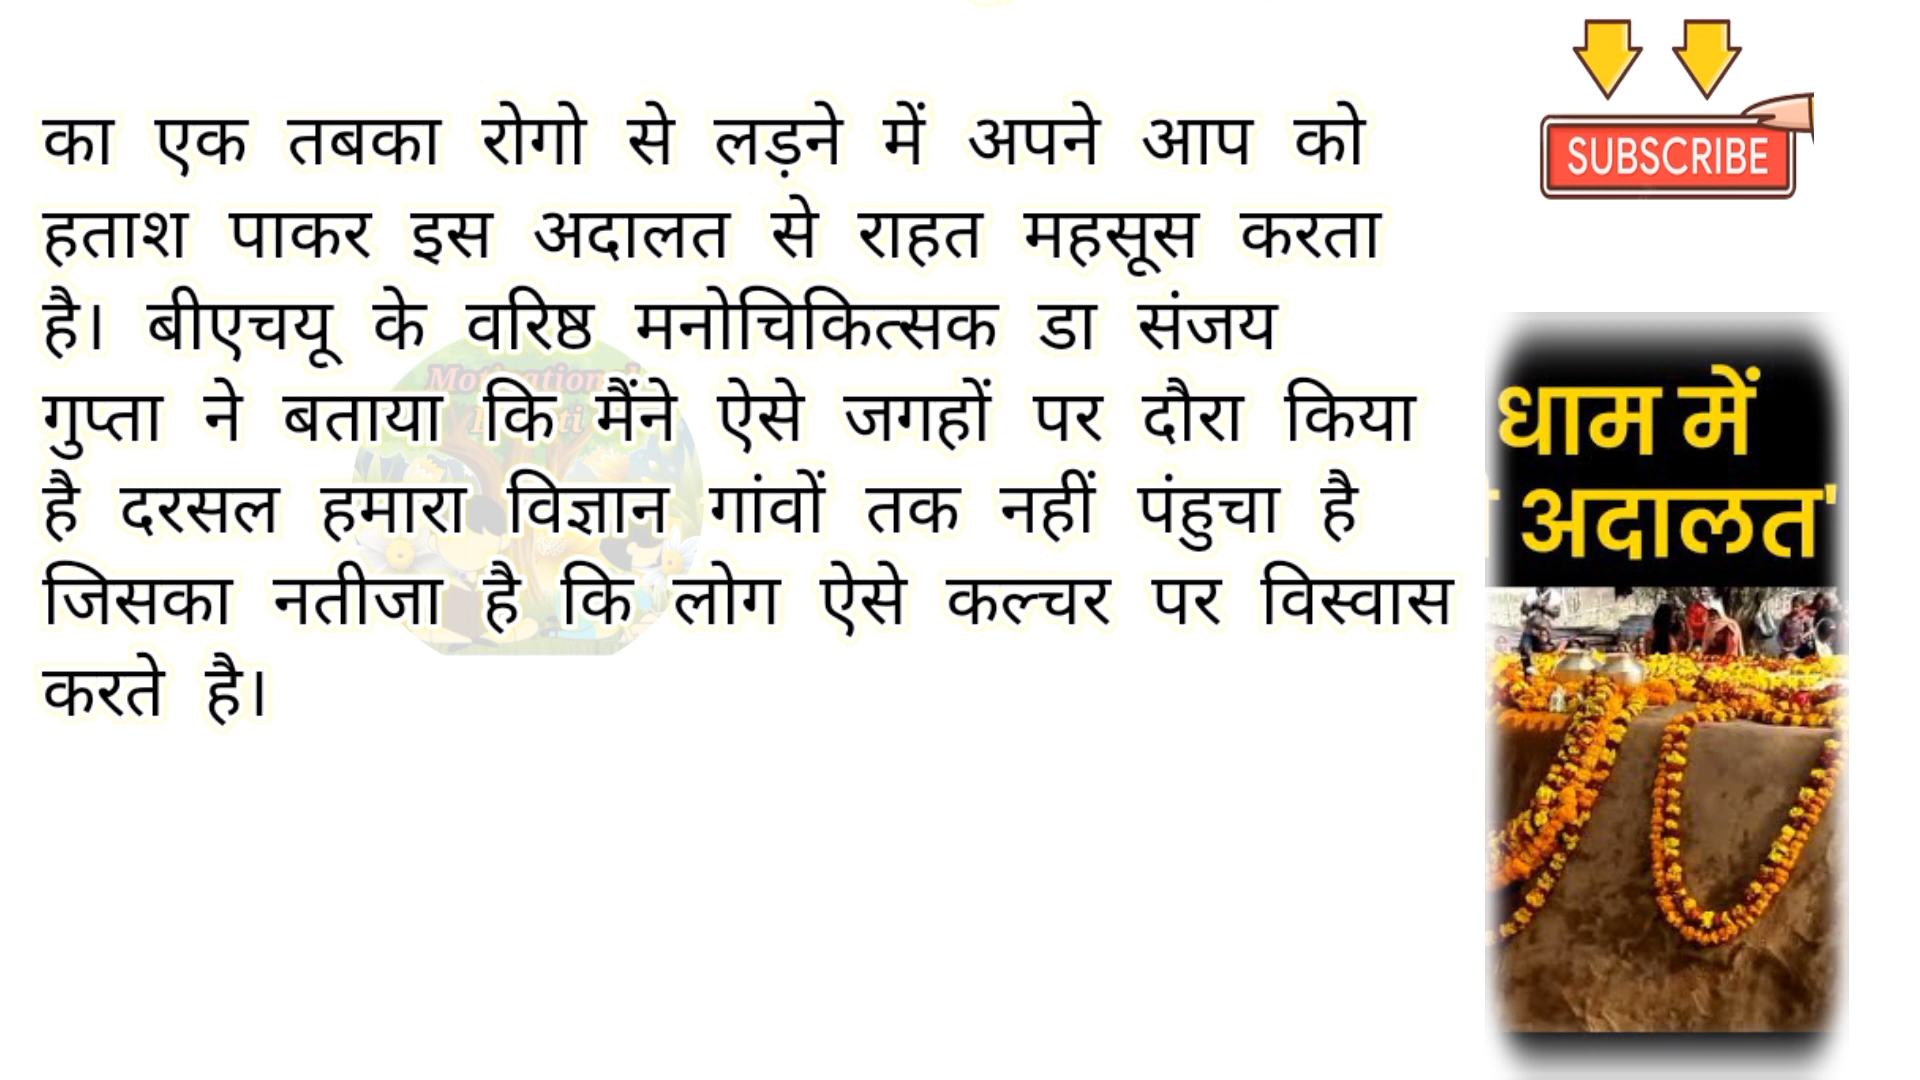 का एक तबका रोगो से लड़ने में अपने आप को
हताश पाकर इस अदालत से राहत महसूस करता
है। बीएचयू के वरिष्ठ मनोचिकित्सक डा संजय
गुप्ता ने बताया कि मैंने ऐसे जगहों पर दौरा किया
है दरसल हमारा विज्ञान गांवों तक नहीं पंहुचा है
जिसका नतीजा है कि लोग ऐसे कल्चर पर विस्वास
करते है।
SUBSCRIBE
धाम में
अदालत'